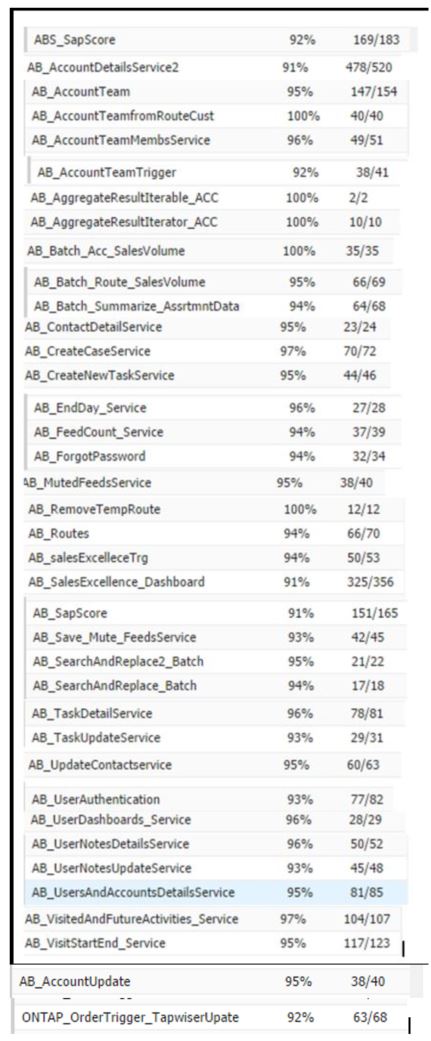 ABS_SapScore 92% 169/183
AB_AccountDetailsService2 91% 478/520
AB_AccountTeam 95% 147/154
AB_AccountTeamfromRouteCust 100% 40/40
AB_AccountTeamMembsService 96% 49/51
AB_AccountTeamTrigger 92% 38/41
AB_AggregateResultIterable_ACC 100% 2/2
AB_AggregateResultIterator_ACC 100% 10/10
AB_Batch_Acc_SalesVolume 100% 35/35
AB_Batch_Route_SalesVolume 95% 66/69
AB_Batch_Summarize_AssrtmntData 94% 64/68
AB_ContactDetailService 95% 23/24
AB_CreateCaseService 97% 70/72
AB_CreateNewTaskService 95% 44/46
AB_EndDay_Service 96% 27/28
AB_FeedCount_Service 94% 37/39
AB_ForgotPassword 94% 32/34
AB_MutedFeedsService 95% 38/40
AB_RemoveTempRoute 100% 12/12
AB_Routes 94% 66/70
AB_salesExcelleceTrg 94% 50/53
AB_SalesExcellence_Dashboard 91% 325/356
AB_SapScore 91% 151/165
AB_Save_Mute_FeedsService 93% 42/45
AB_SearchAndReplace2_Batch 95% 21/22
AB_SearchAndReplace_Batch 94% 17/18
AB_TaskDetailService 96% 78/81
AB_TaskUpdateService 93% 29/31
AB_UpdateContactservice 95% 60/63
AB_UserAuthentication 93% 77/82
AB_UserDashboards_Service 96% 28/29
AB_UserNotesDetailsService 96% 50/52
AB_UserNotesUpdateService 93% 45/48
AB_UsersAndAccountsDetailsService 95% 81/85
AB_VisitedAndFutureActivities_Service 97% 104/107
AB_VisitStartEnd_Service 95% 117/123
AB_AccountUpdate 95% 38/40
ONTAP_OrderTrigger_TapwiserUpate 92% 63/68